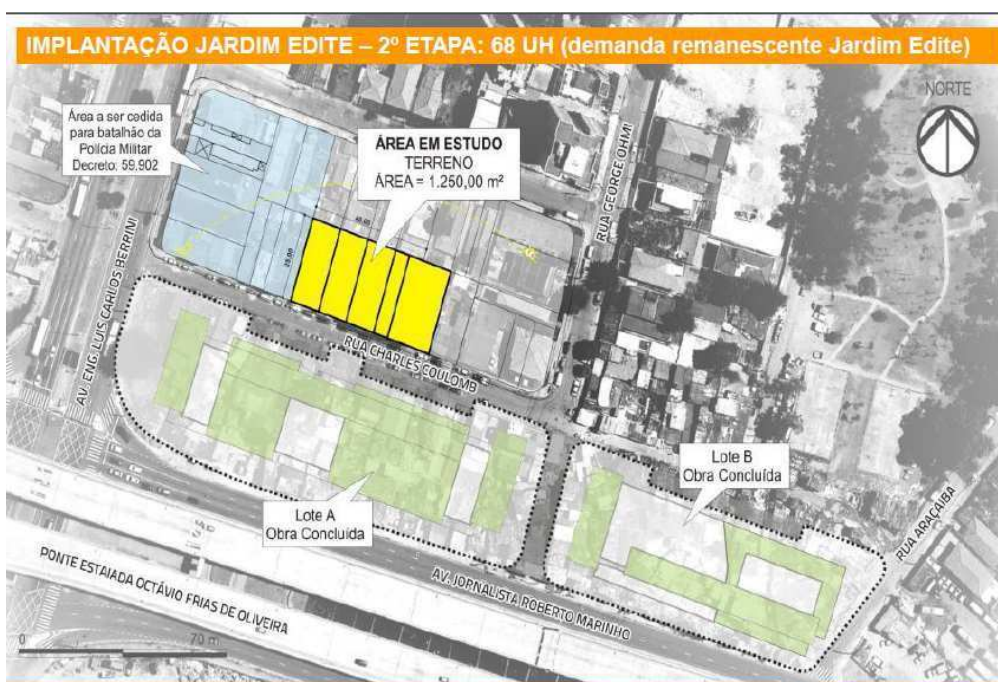 IMPLANTAÇÃO JARDIM EDITE – 2º ETAPA: 68 UH (demanda remanescente Jardim Edite)
NORTE
Área a ser cedida
para batalhão da
Polícia Militar
Decreto: 59.902
ÁREA EM ESTUDO
TERRENO
ÁREA = 1.250,00 m²
RUA GEORGE OHM
AV. ENG. LUIS CARLOS BERRINI
25,00
RUA CHARLES COULOMB
Lote A
Obra Concluída
Lote B
Obra Concluída
RUA ARAÇAIBA
AV. JORNALISTA ROBERTO MARINHO
PONTE ESTAIADA OCTÁVIO FRIAS DE OLIVEIRA
0 70 m